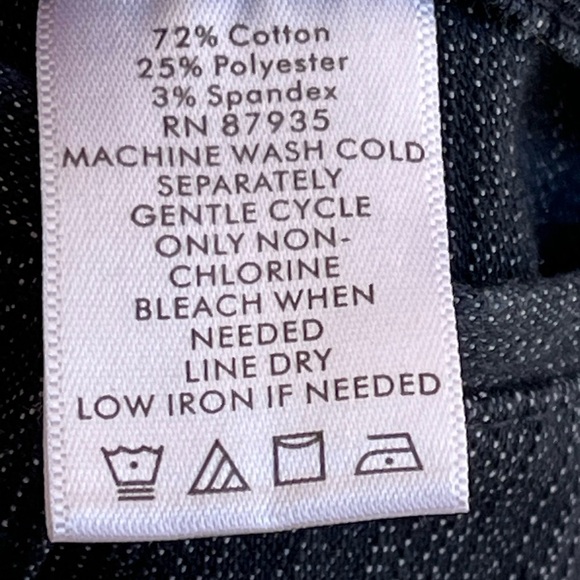 72% Cotton
25% Polyester
3% Spandex
RN 87935
MACHINE WASH COLD
SEPARATELY
GENTLE CYCLE
ONLY NON-
CHLORINE
BLEACH WHEN
NEEDED
LINE DRY
LOW IRON IF NEEDED